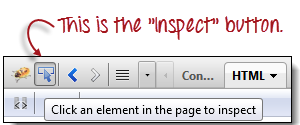 This is the "Inspect" button.
Con... HTML
Click an element in the page to inspect